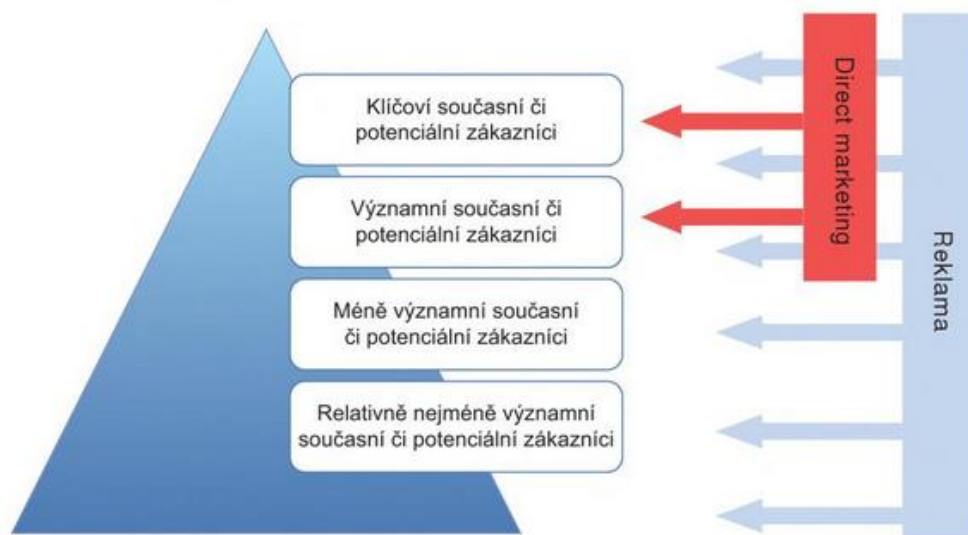 Klíčoví současní či
potenciální zákazníci
Významní současní či
potenciální zákazníci
Méně významní současní
či potenciální zákazníci
Relativně nejméně významní
současní či potenciální zákazníci
Direct marketing
Reklama